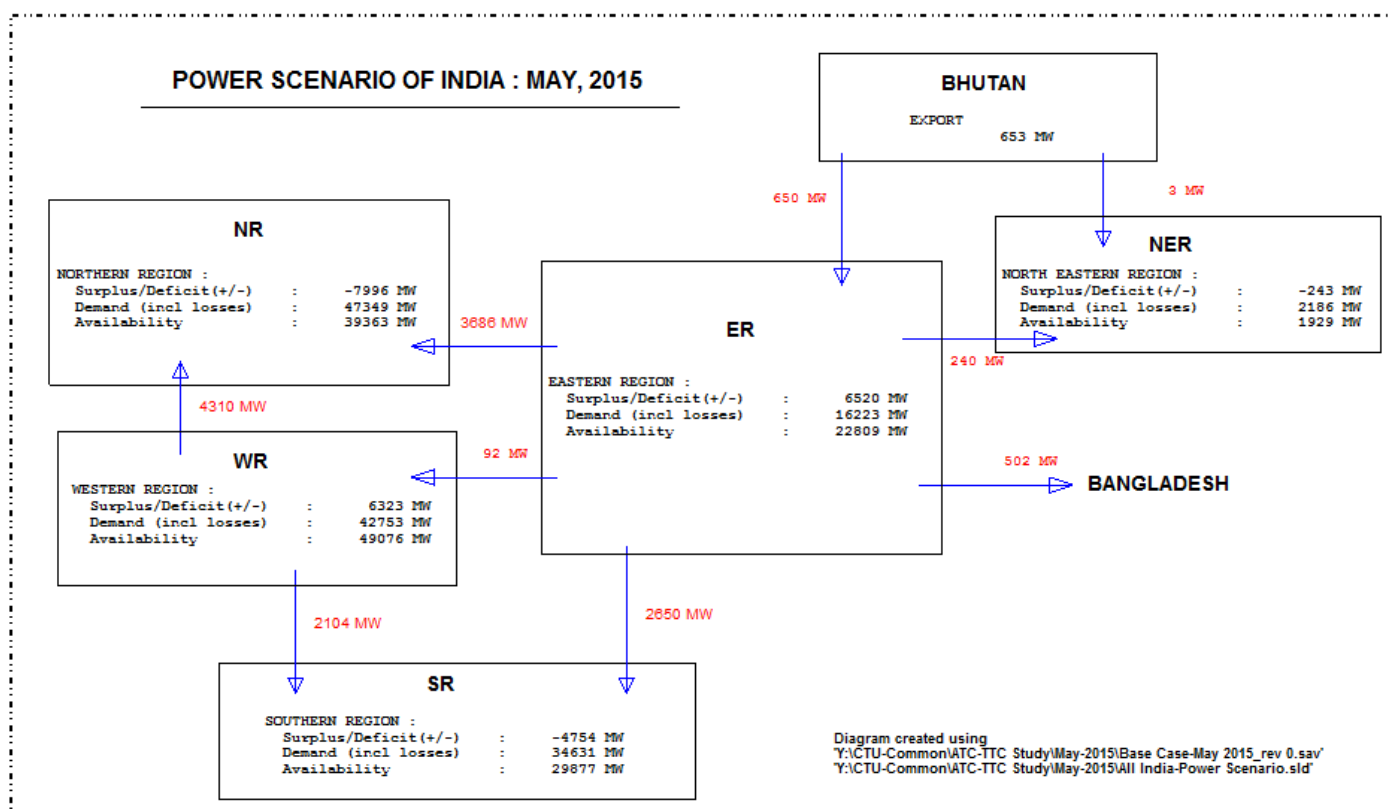 POWER SCENARIO OF INDIA : MAY, 2015
BHUTAN
EXPORT
653 MW
650 MW
3 MW
NR
NORTHERN REGION :
Surplus/Deficit(+/-) : -7996 MW
Demand (incl losses) : 47349 MW
Availability : 39363 MW
NER
NORTH EASTERN REGION :
Surplus/Deficit(+/-) : -243 MW
Demand (incl losses) : 2186 MW
Availability : 1929 MW
3686 MW
240 MW
ER
EASTERN REGION :
Surplus/Deficit(+/-) : 6520 MW
Demand (incl losses) : 16223 MW
Availability : 22809 MW
4310 MW
92 MW
502 MW
BANGLADESH
WR
WESTERN REGION :
Surplus/Deficit(+/-) : 6323 MW
Demand (incl losses) : 42753 MW
Availability : 49076 MW
2104 MW
2650 MW
SR
SOUTHERN REGION :
Surplus/Deficit(+/-) : -4754 MW
Demand (incl losses) : 34631 MW
Availability : 29877 MW
Diagram created using
'Y:\CTU-Common\ATC-TTC Study\May-2015\Base Case-May 2015_rev 0.sav'
'Y:\CTU-Common\ATC-TTC Study\May-2015\All India-Power Scenario.sld'